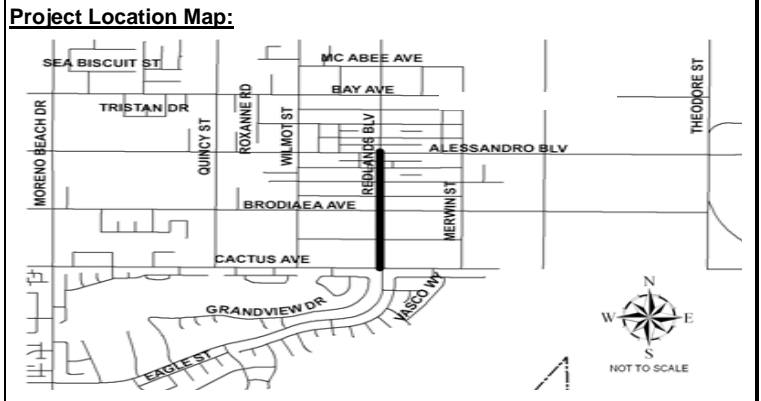 Project Location Map:
SEA BISCUIT ST
MC ABEE AVE
BAY AVE
TRISTAN DR
MORENO BEACH DR
QUINCY ST
ROXANNE RD
WILMOT ST
REDLANDS BLV
THEODORE ST
ALESSANDRO BLV
BRODIAEA AVE
MERWIN ST
CACTUS AVE
GRANDVIEW DR
VASCO WY
EAGLE ST
N
W
E
S
NOT TO SCALE